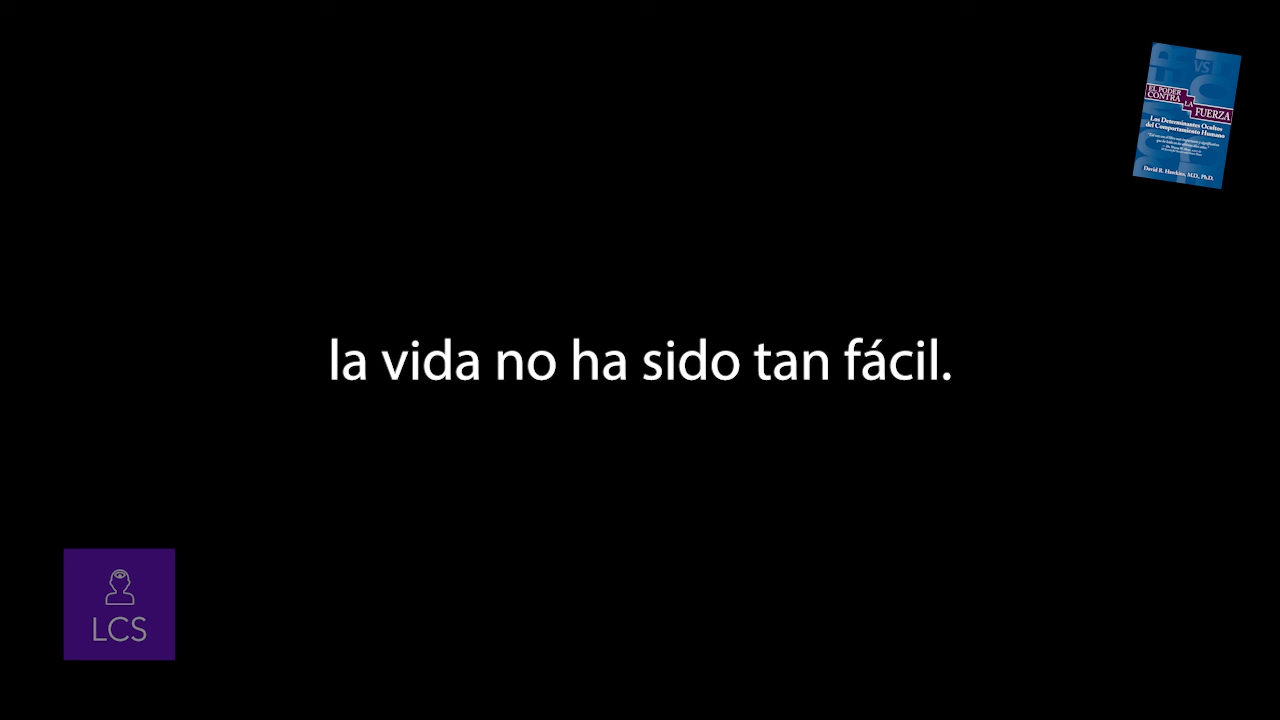 VS
EL PODER
CONTRA
LA
FUERZA
Los Determinantes Ocultos
del Comportamiento Humano
David R. Hawkins, M.D., Ph.D.
la vida no ha sido tan fácil.
LCS